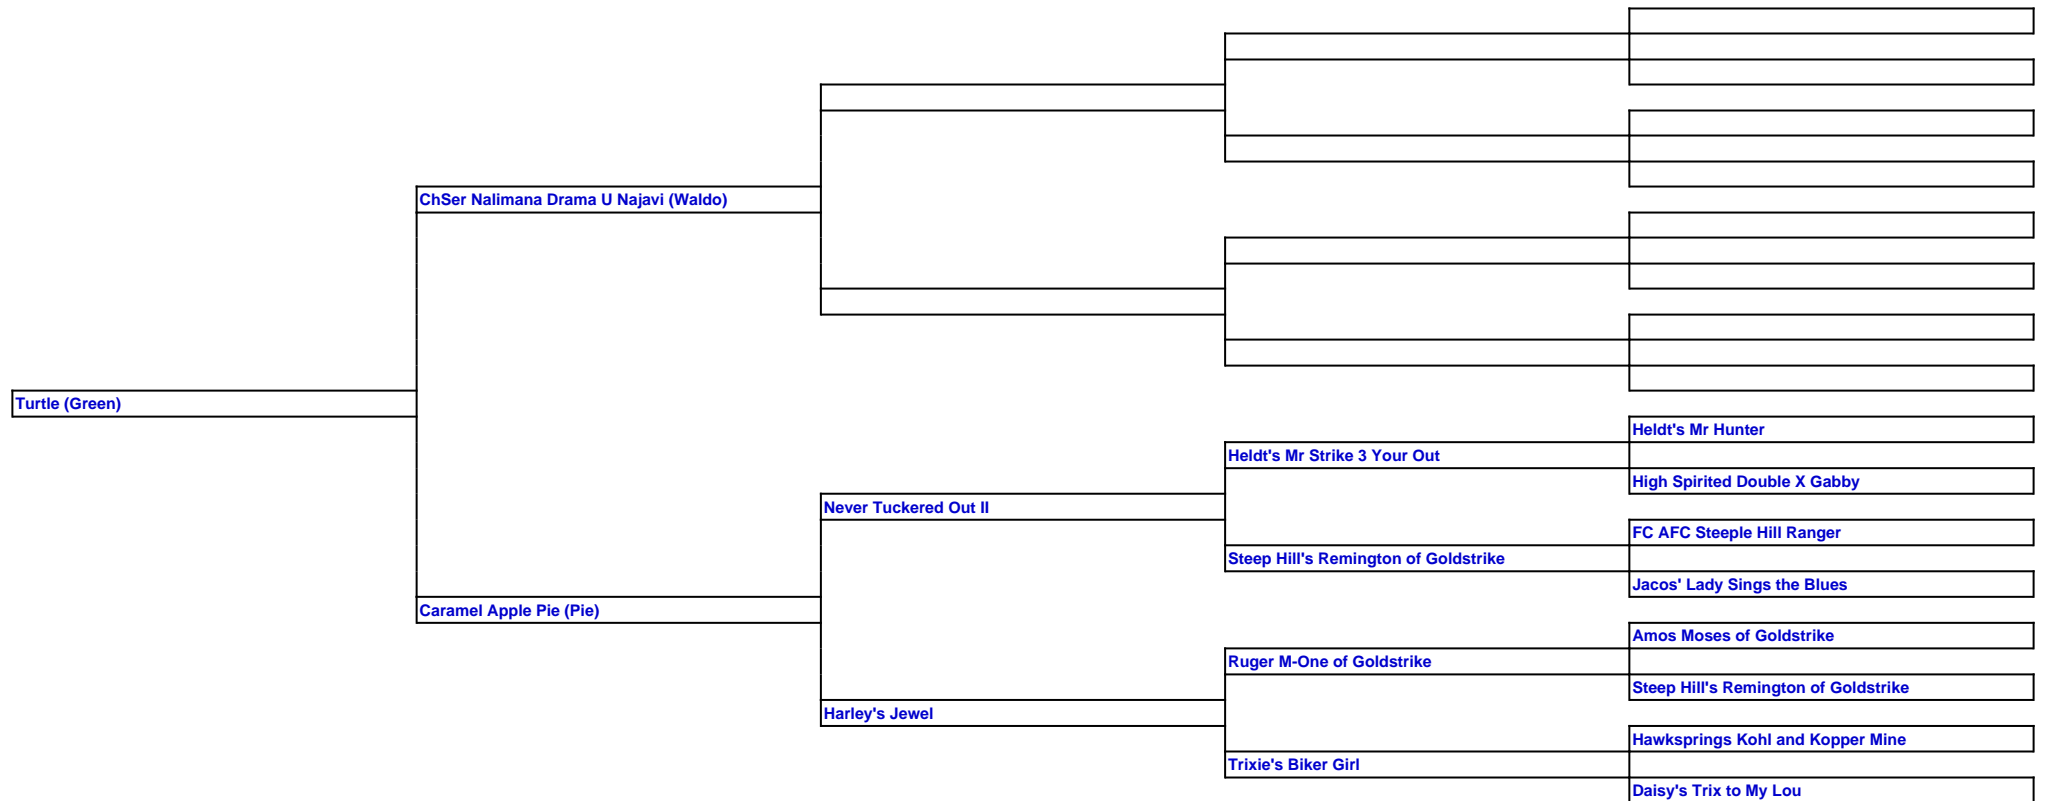 ChSer Nalimana Drama U Najavi (Waldo)
Turtle (Green)
Heldt's Mr Hunter
Heldt's Mr Strike 3 Your Out
High Spirited Double X Gabby
Never Tuckered Out II
FC AFC Steeple Hill Ranger
Steep Hill's Remington of Goldstrike
Jacos' Lady Sings the Blues
Caramel Apple Pie (Pie)
Amos Moses of Goldstrike
Ruger M-One of Goldstrike
Steep Hill's Remington of Goldstrike
Harley's Jewel
Hawksprings Kohl and Kopper Mine
Trixie's Biker Girl
Daisy's Trix to My Lou